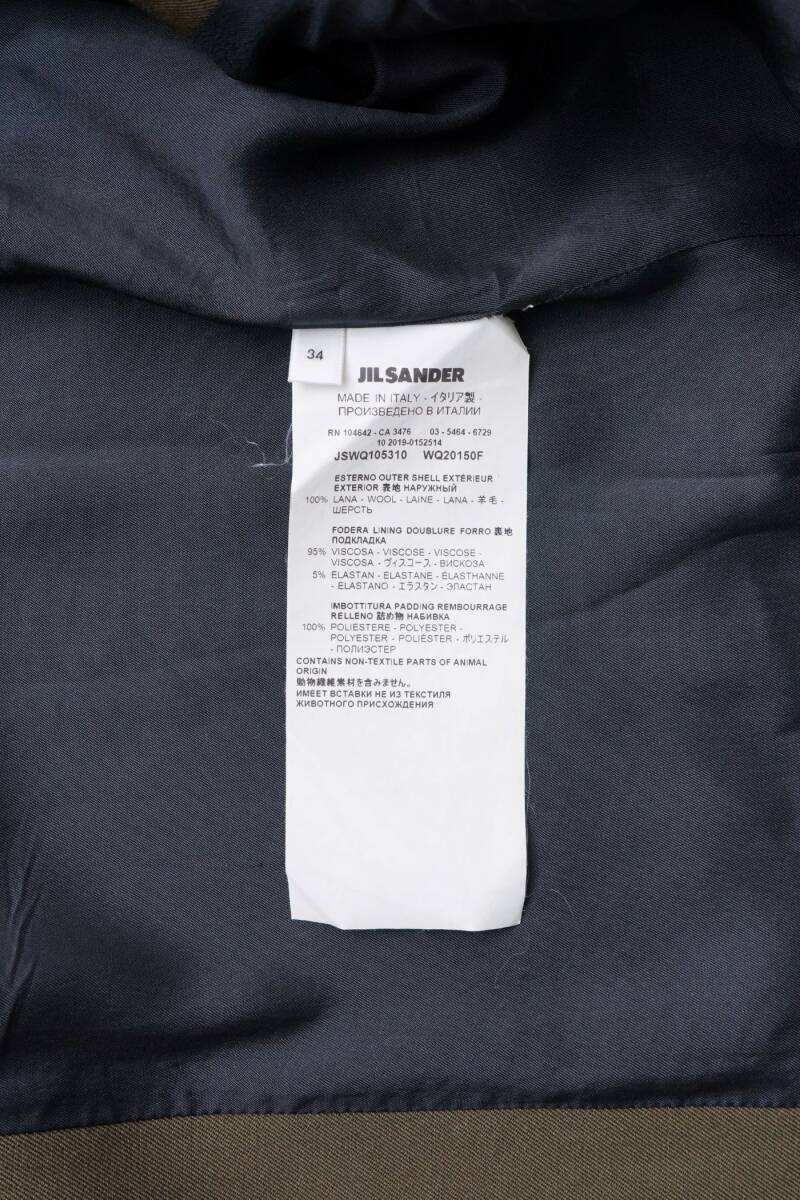 34
JIL SANDER
MADE IN ITALY - イタリア製 -
ПРОИЗВЕДЕНО В ИТАЛИИ
RN 104642 - CA 3476 03 - 5464 - 6729
10 2019-0152514
JSWQ105310 WQ20150F
ESTERNO OUTER SHELL EXTÉRIEUR
EXTERIOR 表地 НАРУЖНЫЙ
100% LANA - WOOL - LAINE - LANA - 羊毛 -
ШЕРСТЬ
FODERA LINING DOUBLURE FORRO 裏地
ПОДКЛАДКА
95% VISCOSA - VISCOSE - VISCOSE -
VISCOSA - ヴィスコース - ВИСКОЗА
5% ELASTAN - ELASTANE - ÉLASTHANNE
- ELASTANO - エラスタン - ЭЛАСТАН
IMBOTTITURA PADDING REMBOURRAGE
RELLENO 詰め物 НАБИВКА
100% POLIESTERE - POLYESTER -
POLYESTER - POLIÉSTER - ポリエステル
- ПОЛИЭСТЕР
CONTAINS NON-TEXTILE PARTS OF ANIMAL
ORIGIN
動物繊維素材を含みません。
ИМЕЕТ ВСТАВКИ НЕ ИЗ ТЕКСТИЛЯ
ЖИВОТНОГО ПРИСХОЖДЕНИЯ